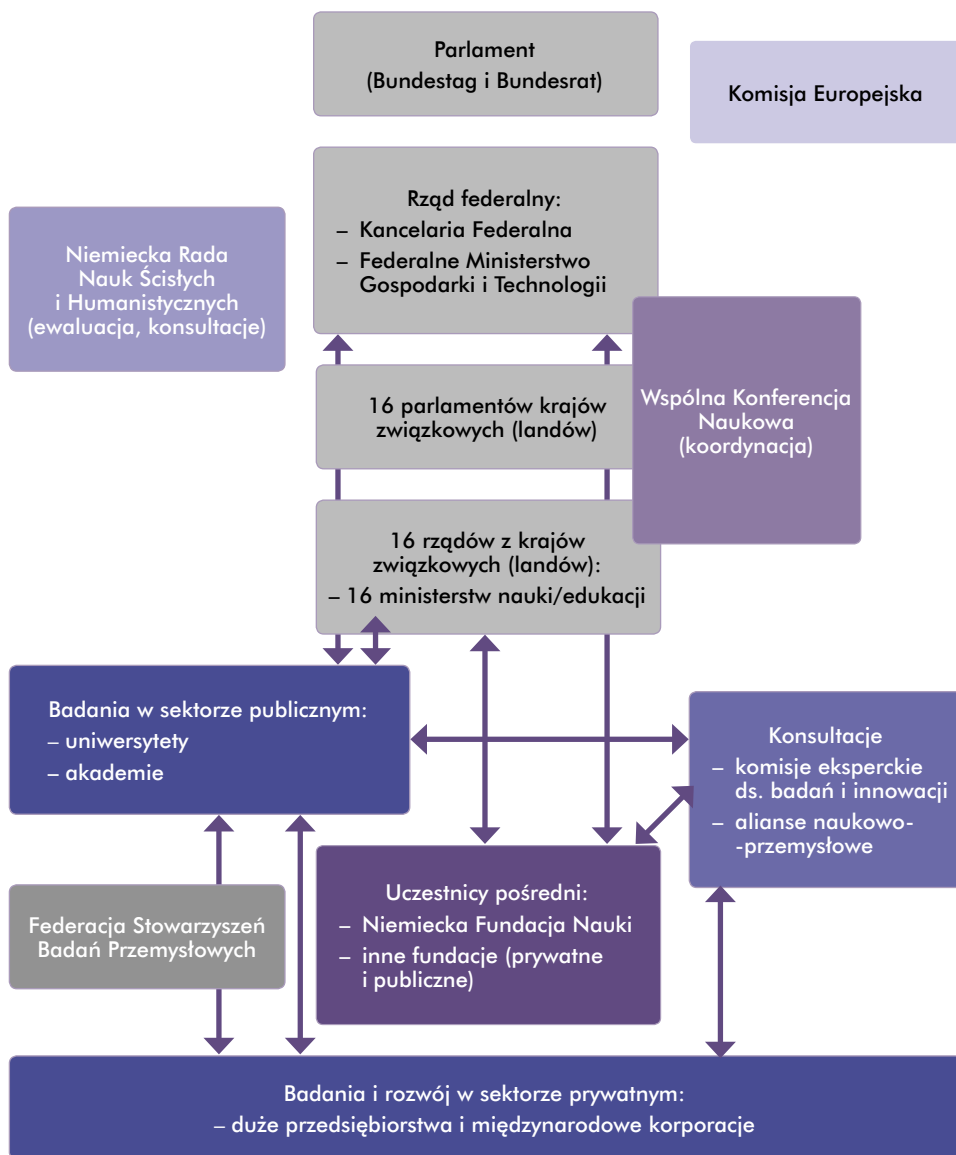 Parlament
(Bundestag i Bundesrat)
Komisja Europejska
Rząd federalny:
– Kancelaria Federalna
– Federalne Ministerstwo
Gospodarki i Technologii
Niemiecka Rada
Nauk Ścisłych
i Humanistycznych
(ewaluacja, konsultacje)
16 parlamentów krajów
związkowych (landów)
Wspólna Konferencja
Naukowa
(koordynacja)
16 rządów z krajów
związkowych (landów):
– 16 ministerstw nauki/edukacji
Badania w sektorze publicznym:
– uniwersytety
– akademie
Konsultacje
– komisje eksperckie
ds. badań i innowacji
– alianse naukowo-
-przemysłowe
Federacja Stowarzyszeń
Badań Przemysłowych
Uczestnicy pośredni:
– Niemiecka Fundacja Nauki
– inne fundacje (prywatne
i publiczne)
Badania i rozwój w sektorze prywatnym:
– duże przedsiębiorstwa i międzynarodowe korporacje